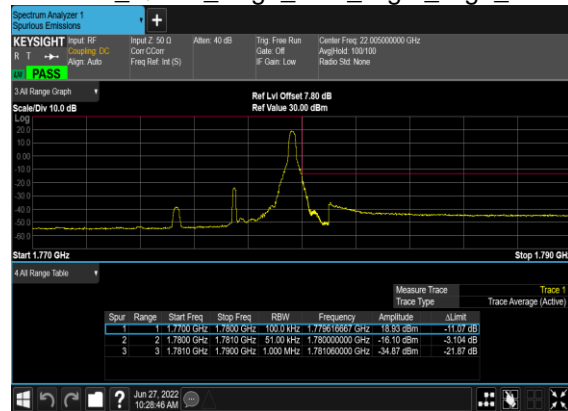 Spectrum Analyzer 1
Spurious Emissions
+
KEYSIGHT Input: RF Input Z: 50 Ω Atten: 40 dB Trig: Free Run Center Freq: 22.005000000 GHz
R T Coupling: DC Corr CCorr Gate: Off Avg|Hold: 100/100
Align: Auto Freq Ref: Int (S) IF Gain: Low Radio Std: None
PASS
3 All Range Graph
Ref Lvl Offset 7.80 dB
Scale/Div 10.0 dB Ref Value 30.00 dBm
Log
20.0
10.0
0.00
-10.0
-20.0
-30.0
-40.0
-50.0
-60.0
Start 1.770 GHz Stop 1.790 GH
4 All Range Table
Measure Trace Trace 1
Trace Type Trace Average (Active)
Spur Range Start Freq Stop Freq RBW Frequency Amplitude ΔLimit
1 1 1.7700 GHz 1.7800 GHz 100.0 kHz 1.779616667 GHz 18.93 dBm -11.07 dB
2 2 1.7800 GHz 1.7810 GHz 51.00 kHz 1.780000000 GHz -16.10 dBm -3.104 dB
3 3 1.7810 GHz 1.7900 GHz 1.000 MHz 1.781060000 GHz -34.87 dBm -21.87 dB
? Jun 27, 2022
10:28:46 AM